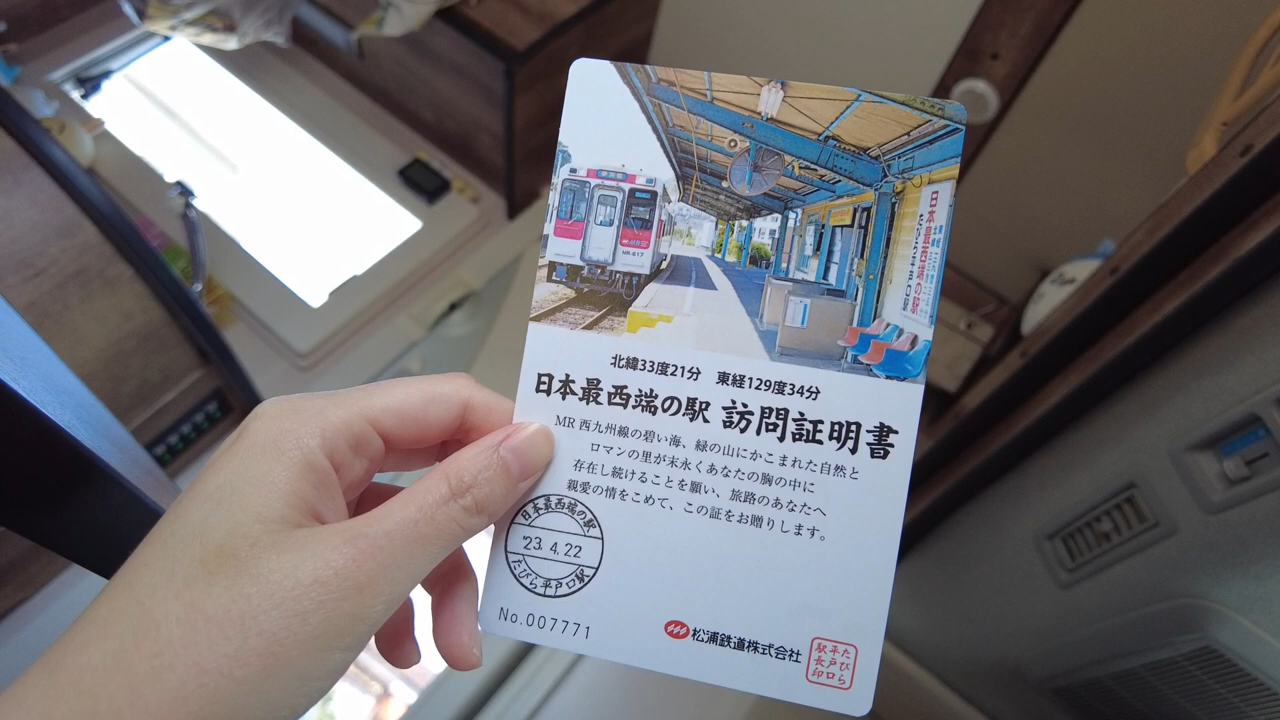 MR-617
日本最西端の駅
たびら平戸口駅
北緯33度21分 東経129度34分
日本最西端の駅 訪問証明書
MR 西九州線の碧い海、緑の山にかこまれた自然と
ロマンの里が末永くあなたの胸の中に
存在し続けることを願い、旅路のあなたへ
親愛の情をこめて、この証をお贈りします。
日本最西端の駅
'23.4.22
たびら平戸口駅
No.007771
松浦鉄道株式会社
たびら
平戸口
駅長印